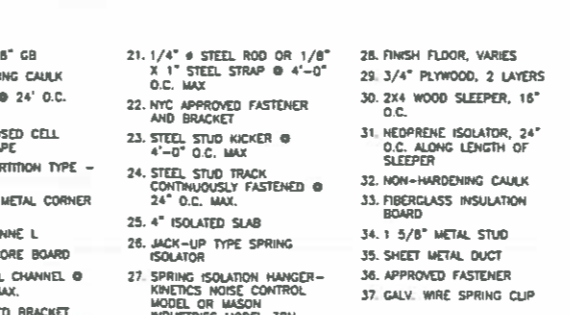 8" GB
NG CAULK
@ 24' O.C.
SED CELL
PE
RTITION TYPE -
METAL CORNER
NNE L
ORE BOARD
L CHANNEL @
AX.
BRACKET
21. 1/4" ø STEEL ROD OR 1/8"
X 1" STEEL STRAP @ 4'-0"
O.C. MAX
22. NYC APPROVED FASTENER
AND BRACKET
23. STEEL STUD KICKER @
4'-0" O.C. MAX
24. STEEL STUD TRACK
CONTINUOUSLY FASTENED @
24" O.C. MAX.
25. 4" ISOLATED SLAB
26. JACK-UP TYPE SPRING
ISOLATOR
27. SPRING ISOLATION HANGER-
KINETICS NOISE CONTROL
MODEL OR MASON
INDUSTRIES MODEL
28. FINISH FLOOR, VARIES
29. 3/4" PLYWOOD, 2 LAYERS
30. 2X4 WOOD SLEEPER, 16"
O.C.
31. NEOPRENE ISOLATOR, 24"
O.C. ALONG LENGTH OF
SLEEPER
32. NON-HARDENING CAULK
33. FIBERGLASS INSULATION
BOARD
34. 1 5/8" METAL STUD
35. SHEET METAL DUCT
36. APPROVED FASTENER
37. GALV. WIRE SPRING CLIP